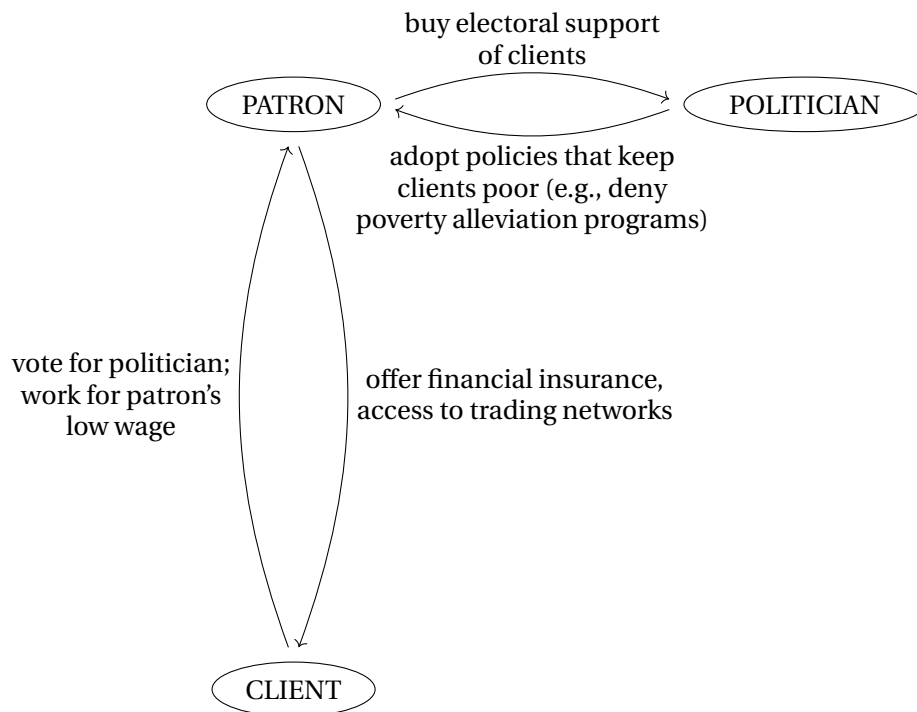 buy electoral support
of clients
PATRON
POLITICIAN
adopt policies that keep
clients poor (e.g., deny
poverty alleviation programs)
vote for politician;
work for patron's
low wage
offer financial insurance,
access to trading networks
CLIENT